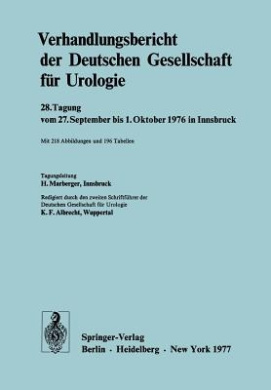 Verhandlungsbericht
der Deutschen Gesellschaft
für Urologie
28. Tagung
vom 27. September bis 1. Oktober 1976 in Innsbruck
Mit 218 Abbildungen und 196 Tabellen
Tagungsleitung
H. Marberger, Innsbruck
Redigiert durch den zweiten Schriftführer der
Deutschen Gesellschaft für Urologie
K. F. Albrecht, Wuppertal
Springer-Verlag
Berlin · Heidelberg · New York 1977